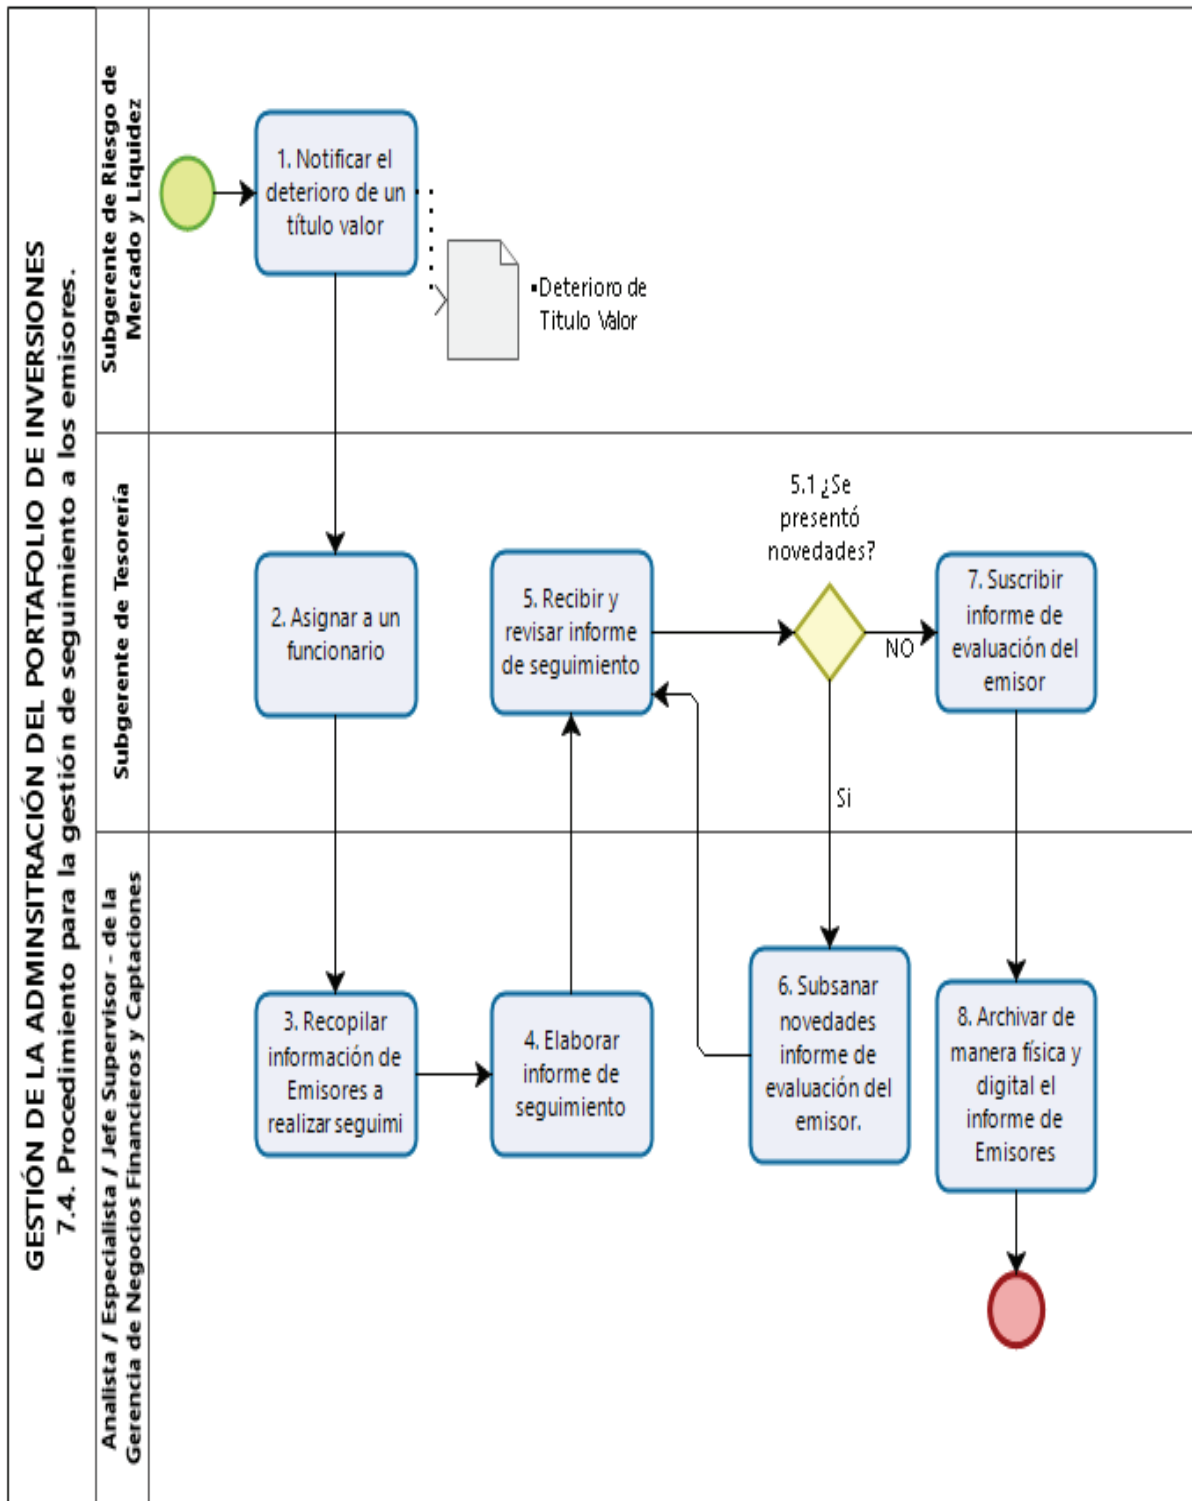 GESTIÓN DE LA ADMINSITRACIÓN DEL PORTAFOLIO DE INVERSIONES
7.4. Procedimiento para la gestión de seguimiento a los emisores.
Subgerente de Riesgo de
Mercado y Liquidez
1. Notificar el
deterioro de un
título valor
▪Deterioro de
Titulo Valor
Subgerente de Tesorería
2. Asignar a un
funcionario
5. Recibir y
revisar informe
de seguimiento
5.1 ¿Se
presentó
novedades?
NO
Si
7. Suscribir
informe de
evaluación del
emisor
Analista / Especialista / Jefe Supervisor - de la
Gerencia de Negocios Financieros y Captaciones
3. Recopilar
información de
Emisores a
realizar seguimi
4. Elaborar
informe de
seguimiento
6. Subsanar
novedades
informe de
evaluación del
emisor.
8. Archivar de
manera física y
digital el
informe de
Emisores